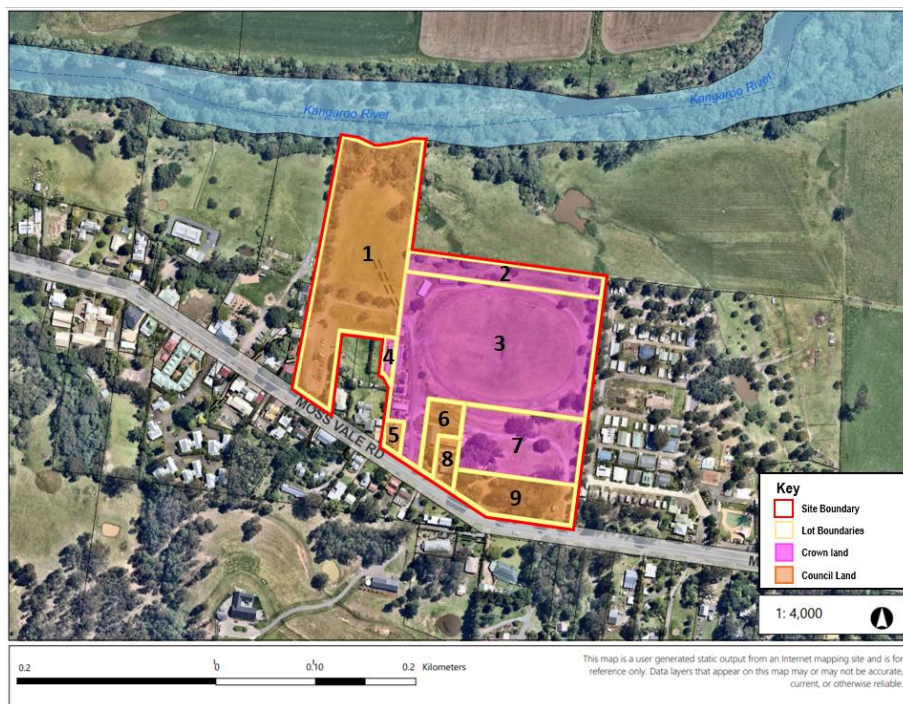 Kangaroo River
Kangaroo River
1
2
3
4
5
6
7
8
9
MOSS VALE RD
M
Key
Site Boundary
Lot Boundaries
Crown land
Council Land
1: 4,000
0.2
0
0.10
0.2 Kilometers
This map is a user generated static output from an Internet mapping site and is for
reference only. Data layers that appear on this map may or may not be accurate,
current, or otherwise reliable.